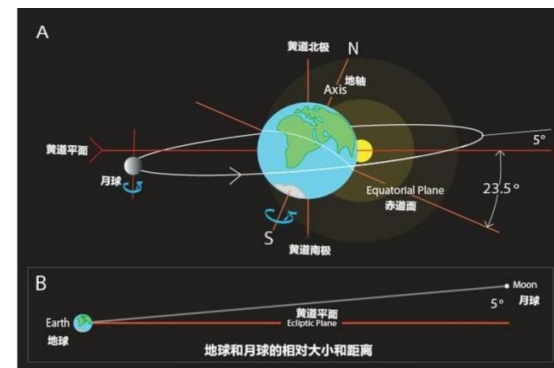 A
黄道北极
N
Axis
地轴
黄道平面
月球
5°
23.5°
Equatorial Plane
赤道面
S
黄道南极
B
Moon
月球
5°
黄道平面
Ecliptic Plane
Earth
地球
地球和月球的相对大小和距离